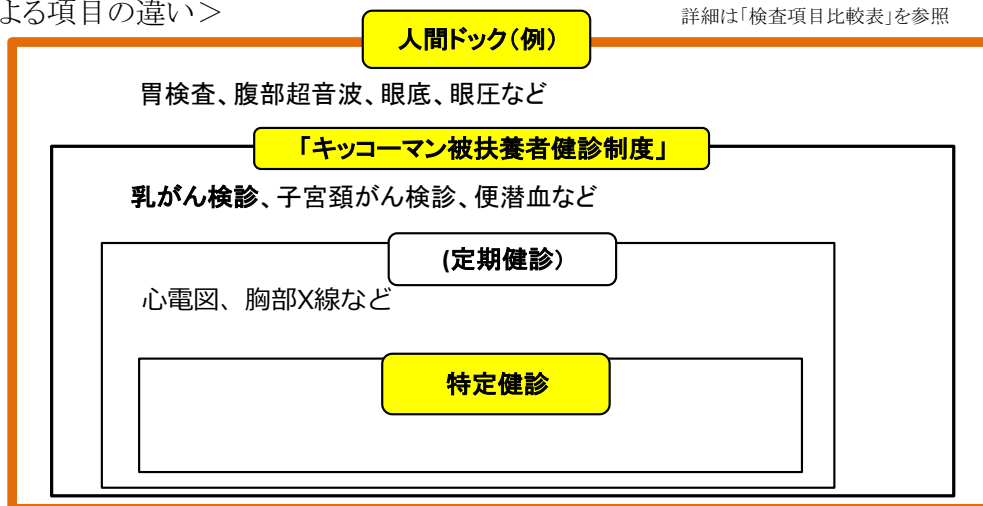 よる項目の違い＞
詳細は「検査項目比較表」を参照
人間ドック（例）
胃検査、腹部超音波、眼底、眼圧など
「キッコーマン被扶養者健診制度」
乳がん検診、子宮頚がん検診、便潜血など
(定期健診）
心電図、胸部X線など
特定健診